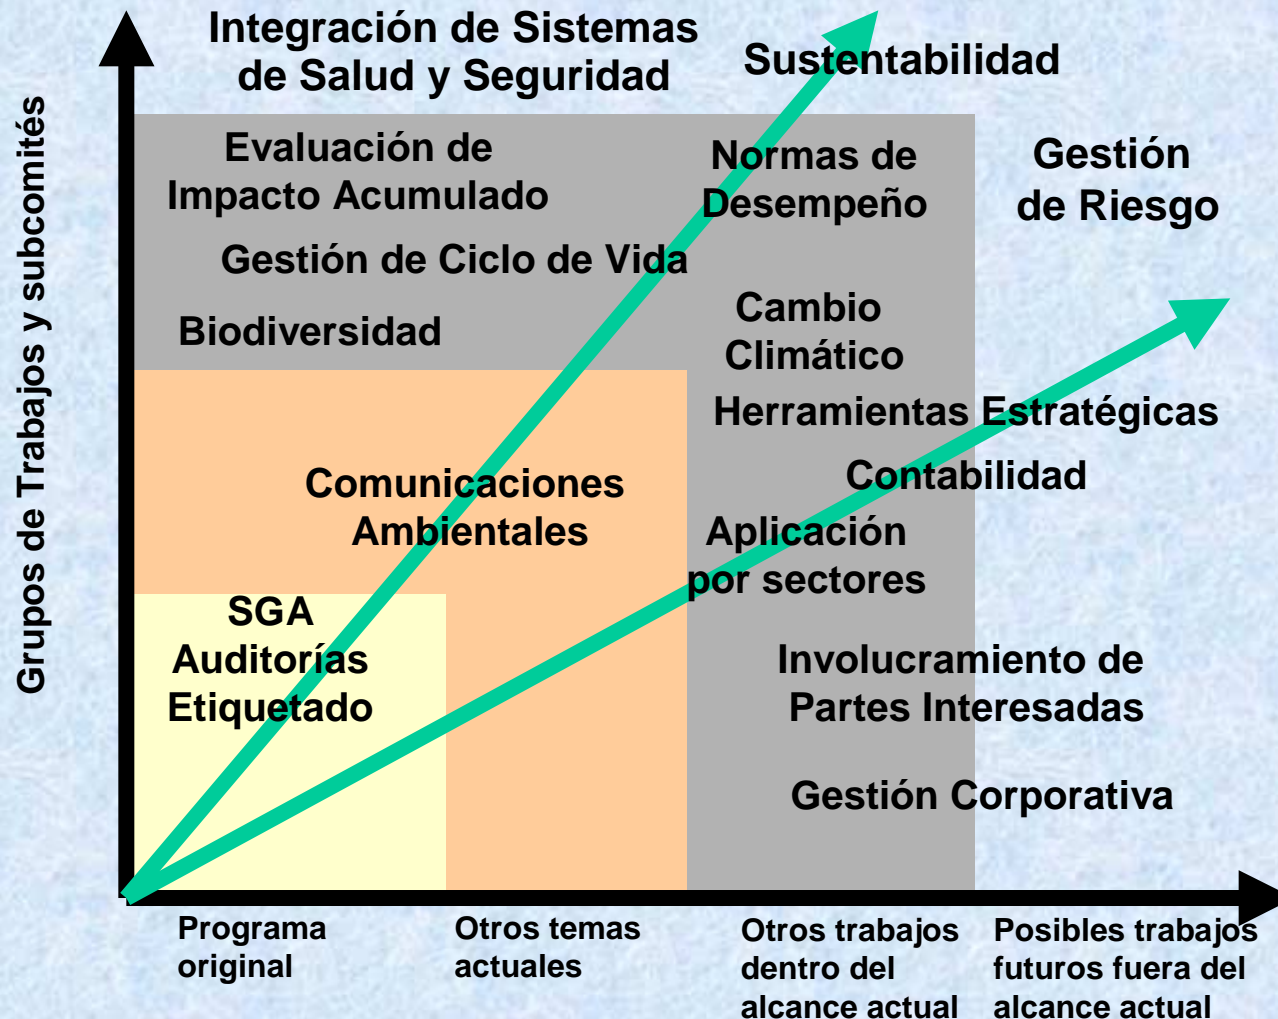 Integración de Sistemas
de Salud y Seguridad
Sustentabilidad
Grupos de Trabajos y subcomités
Evaluación de
Impacto Acumulado
Normas de
Desempeño
Gestión
de Riesgo
Gestión de Ciclo de Vida
Biodiversidad
Cambio
Climático
Herramientas Estratégicas
Contabilidad
Comunicaciones
Ambientales
Aplicación
por sectores
SGA
Auditorías
Etiquetado
Involucramiento de
Partes Interesadas
Gestión Corporativa
Programa
original
Otros temas
actuales
Otros trabajos
dentro del
alcance actual
Posibles trabajos
futuros fuera del
alcance actual